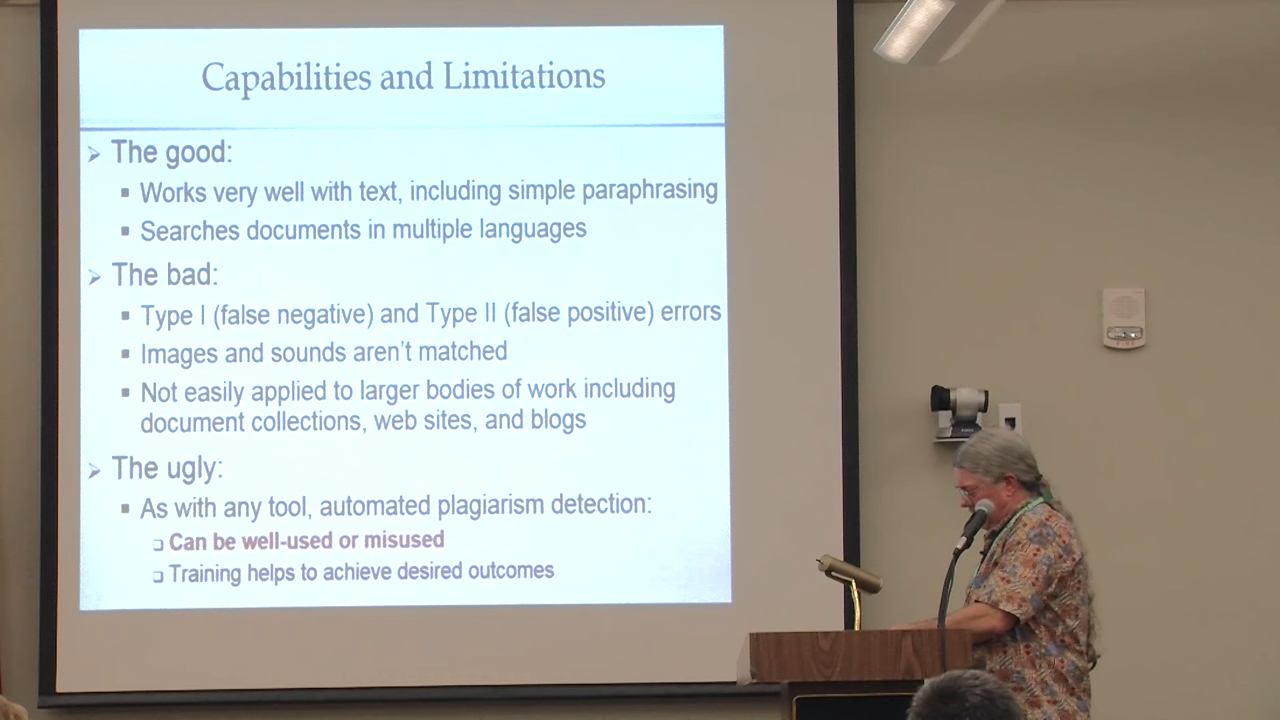 Capabilities and Limitations
The good:
Works very well with text, including simple paraphrasing
Searches documents in multiple languages
The bad:
Type I (false negative) and Type II (false positive) errors
Images and sounds aren't matched
Not easily applied to larger bodies of work including
document collections, web sites, and blogs
The ugly:
As with any tool, automated plagiarism detection:
Can be well-used or misused
Training helps to achieve desired outcomes